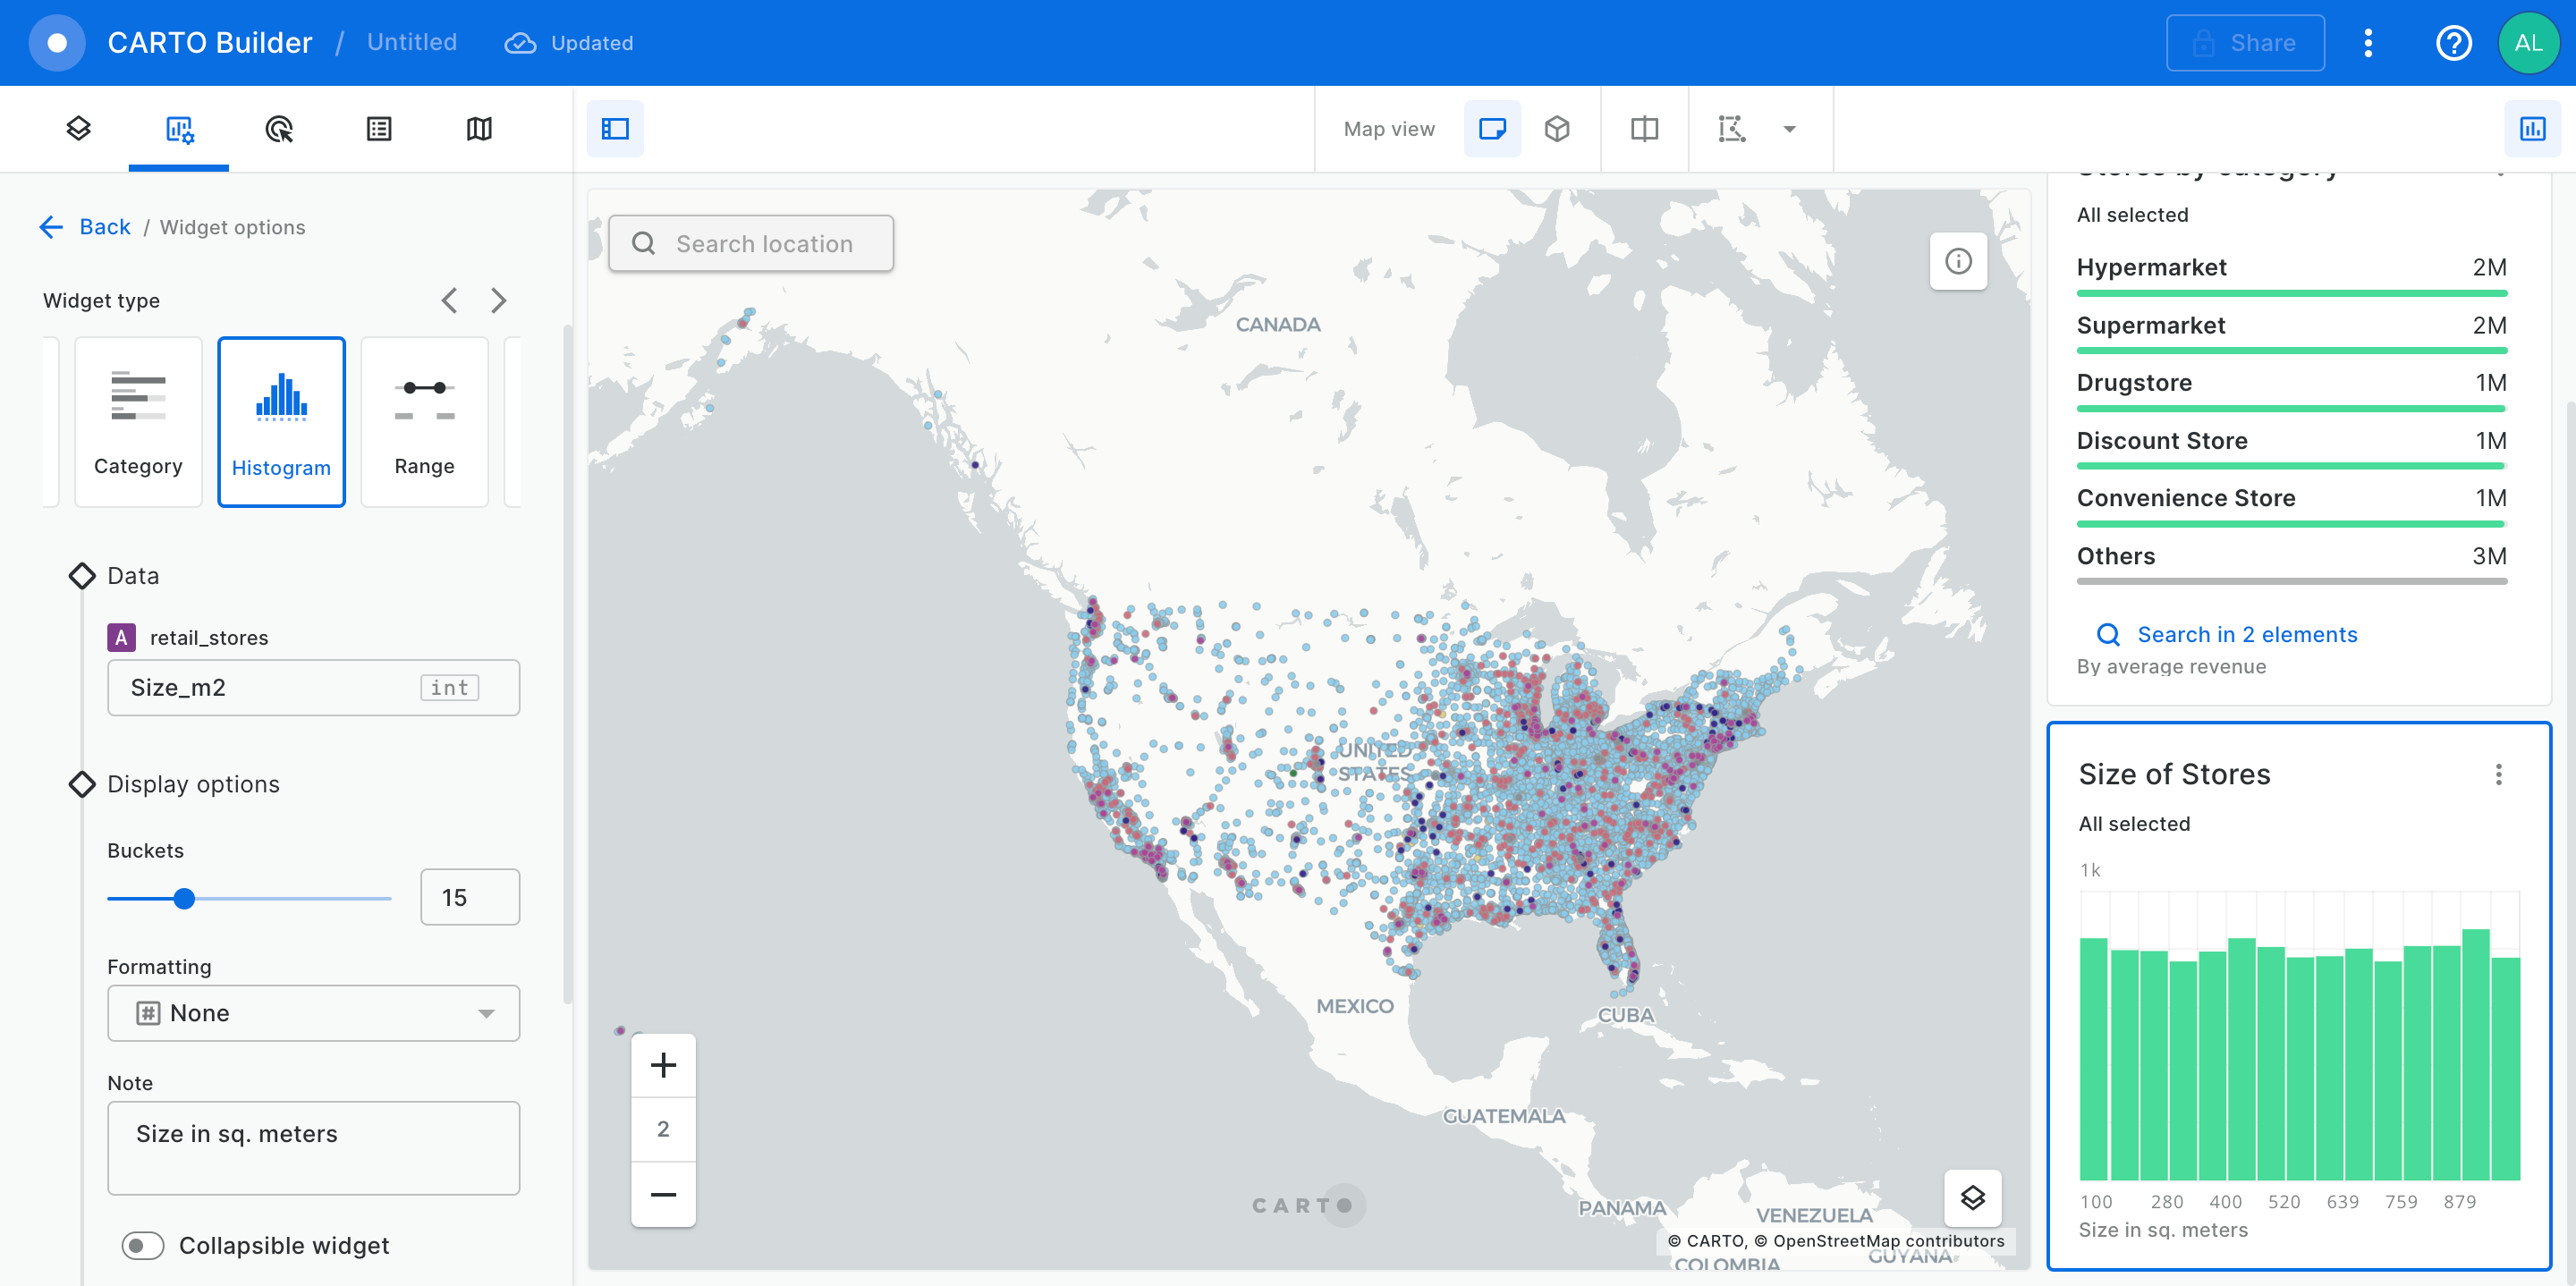 CARTO Builder / Untitled Updated
Share
?
AL
Map view
Back / Widget options
Widget type
Category
Histogram
Range
Data
A retail_stores
Size_m2 int
Display options
Buckets
15
Formatting
# None
Note
Size in sq. meters
Collapsible widget
Search location
CANADA
UNITED
STATES
MEXICO
CUBA
GUATEMALA
PANAMA
VENEZUELA
GUYANA
COLOMBIA
+
2
−
CARTO
© CARTO, © OpenStreetMap contributors
Stores by category
All selected
Hypermarket 2M
Supermarket 2M
Drugstore 1M
Discount Store 1M
Convenience Store 1M
Others 3M
Search in 2 elements
By average revenue
Size of Stores
All selected
1k
100 280 400 520 639 759 879
Size in sq. meters